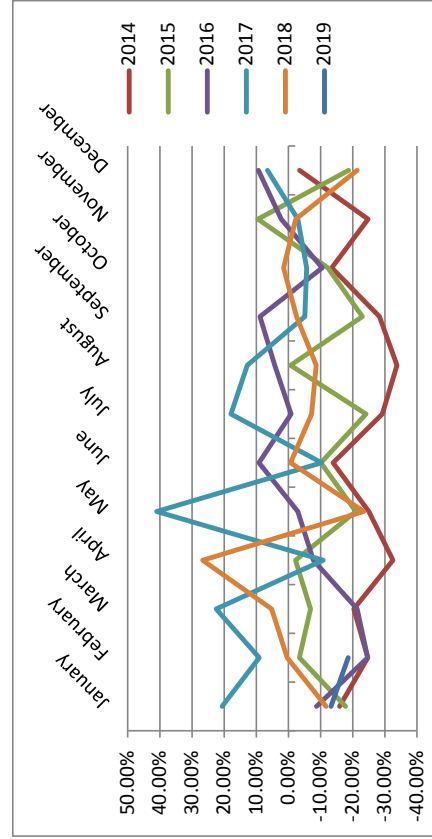 January
February
March
April
May
June
July
August
September
October
November
December
50.00%
40.00%
30.00%
20.00%
10.00%
0.00%
-10.00%
-20.00%
-30.00%
-40.00%
2014
2015
2016
2017
2018
2019